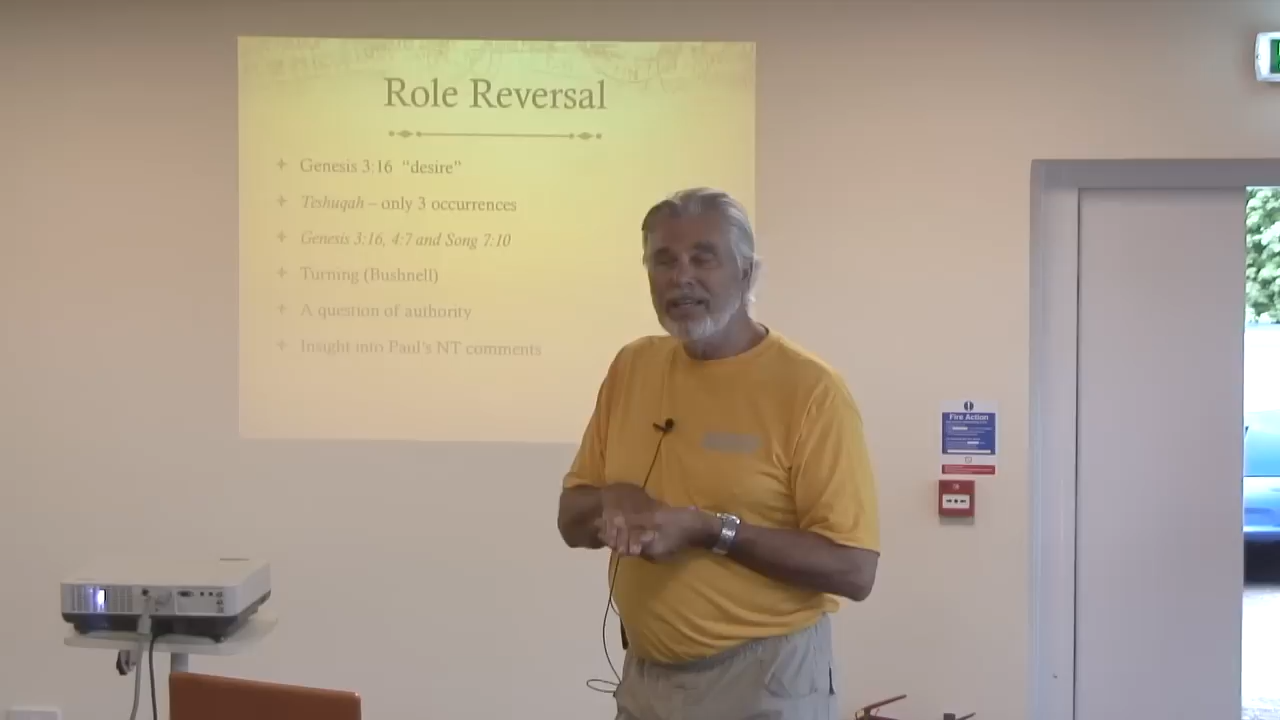 Role Reversal
Genesis 3:16 "desire"
Teshuqah – only 3 occurrences
Genesis 3:16, 4:7 and Song 7:10
Turning (Bushnell)
A question of authority
Insight into Paul's NT comments
Fire Action